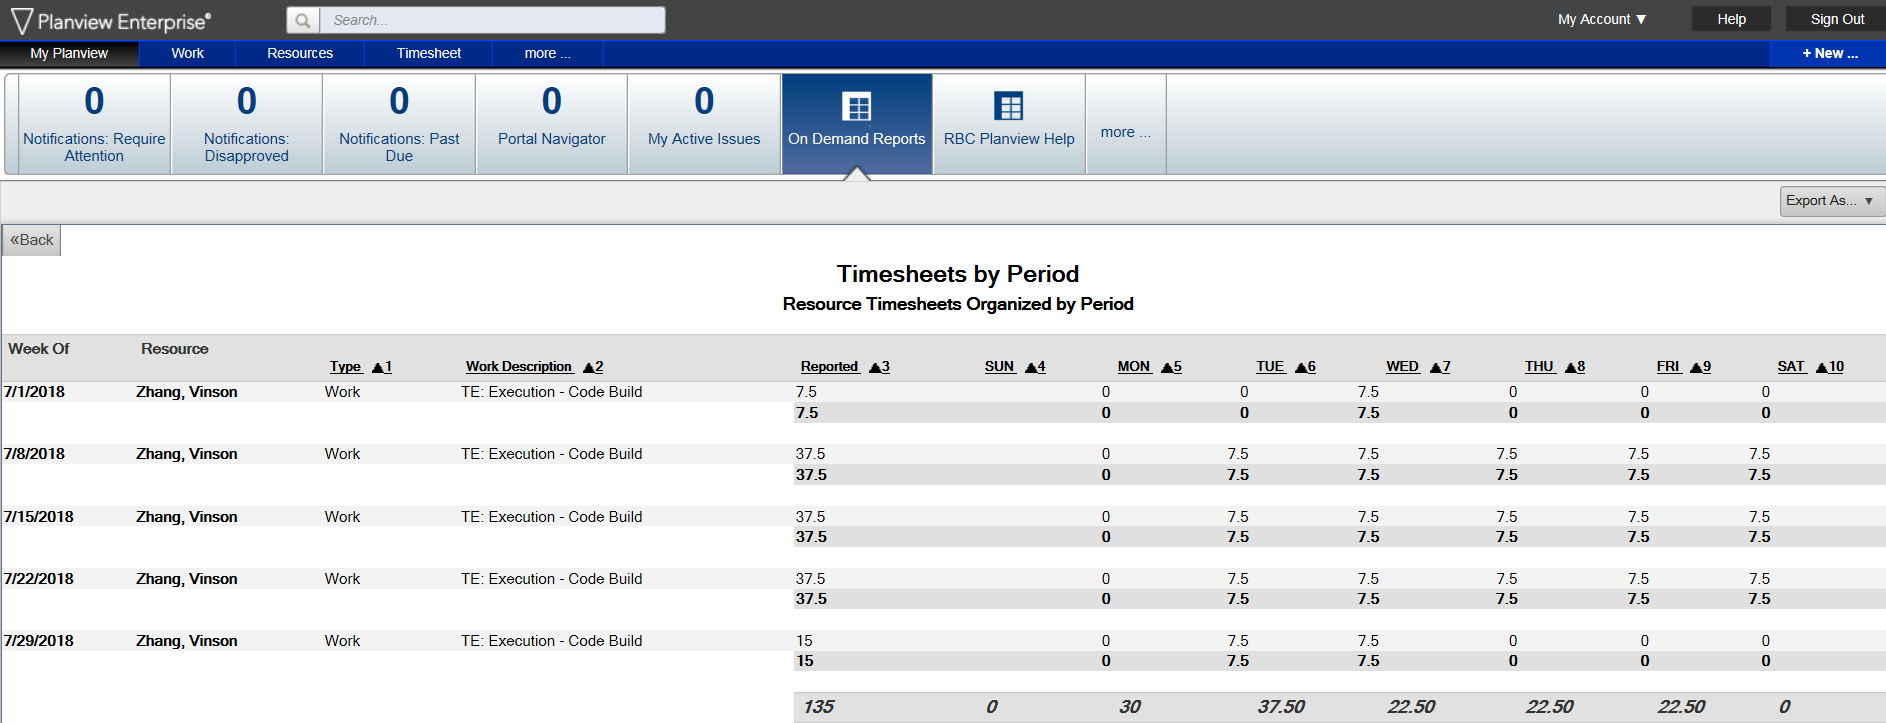 Planview Enterprise®
Search...
My Account ▼
Help
Sign Out
My Planview
Work
Resources
Timesheet
more ...
+ New ...
0
Notifications: Require
Attention
0
Notifications:
Disapproved
0
Notifications: Past
Due
0
Portal Navigator
0
My Active Issues
On Demand Reports
RBC Planview Help
more ...
Export As... ▼
«Back
Timesheets by Period
Resource Timesheets Organized by Period
Week Of Resource
Type ▲1 Work Description ▲2 Reported ▲3 SUN ▲4 MON ▲5 TUE ▲6 WED ▲7 THU ▲8 FRI ▲9 SAT ▲10
7/1/2018 Zhang, Vinson Work TE: Execution - Code Build 7.5 0 0 7.5 0 0 0
7.5 0 0 7.5 0 0 0
7/8/2018 Zhang, Vinson Work TE: Execution - Code Build 37.5 0 7.5 7.5 7.5 7.5 7.5
37.5 0 7.5 7.5 7.5 7.5 7.5
7/15/2018 Zhang, Vinson Work TE: Execution - Code Build 37.5 0 7.5 7.5 7.5 7.5 7.5
37.5 0 7.5 7.5 7.5 7.5 7.5
7/22/2018 Zhang, Vinson Work TE: Execution - Code Build 37.5 0 7.5 7.5 7.5 7.5 7.5
37.5 0 7.5 7.5 7.5 7.5 7.5
7/29/2018 Zhang, Vinson Work TE: Execution - Code Build 15 0 7.5 7.5 0 0 0
15 0 7.5 7.5 0 0 0
135 0 30 37.50 22.50 22.50 22.50 0